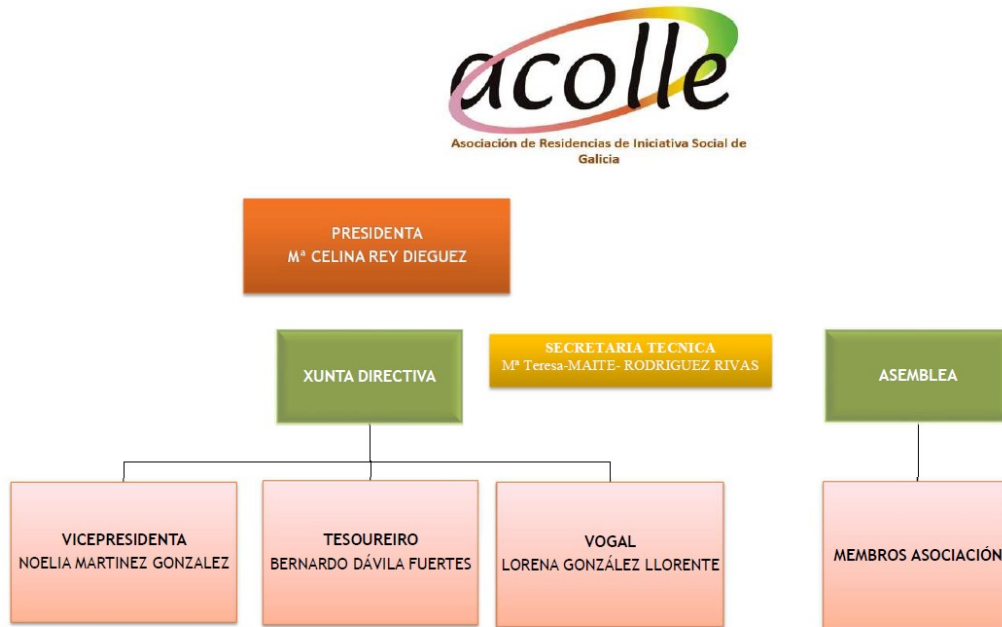 acolle
Asociación de Residencias de Iniciativa Social de
Galicia
PRESIDENTA
Mª CELINA REY DIEGUEZ
XUNTA DIRECTIVA
SECRETARIA TECNICA
Mª Teresa-MAITE- RODRIGUEZ RIVAS
ASEMBLEA
VICEPRESIDENTA
NOELIA MARTINEZ GONZALEZ
TESOUREIRO
BERNARDO DÁVILA FUERTES
VOGAL
LORENA GONZÁLEZ LLORENTE
MEMBROS ASOCIACIÓN